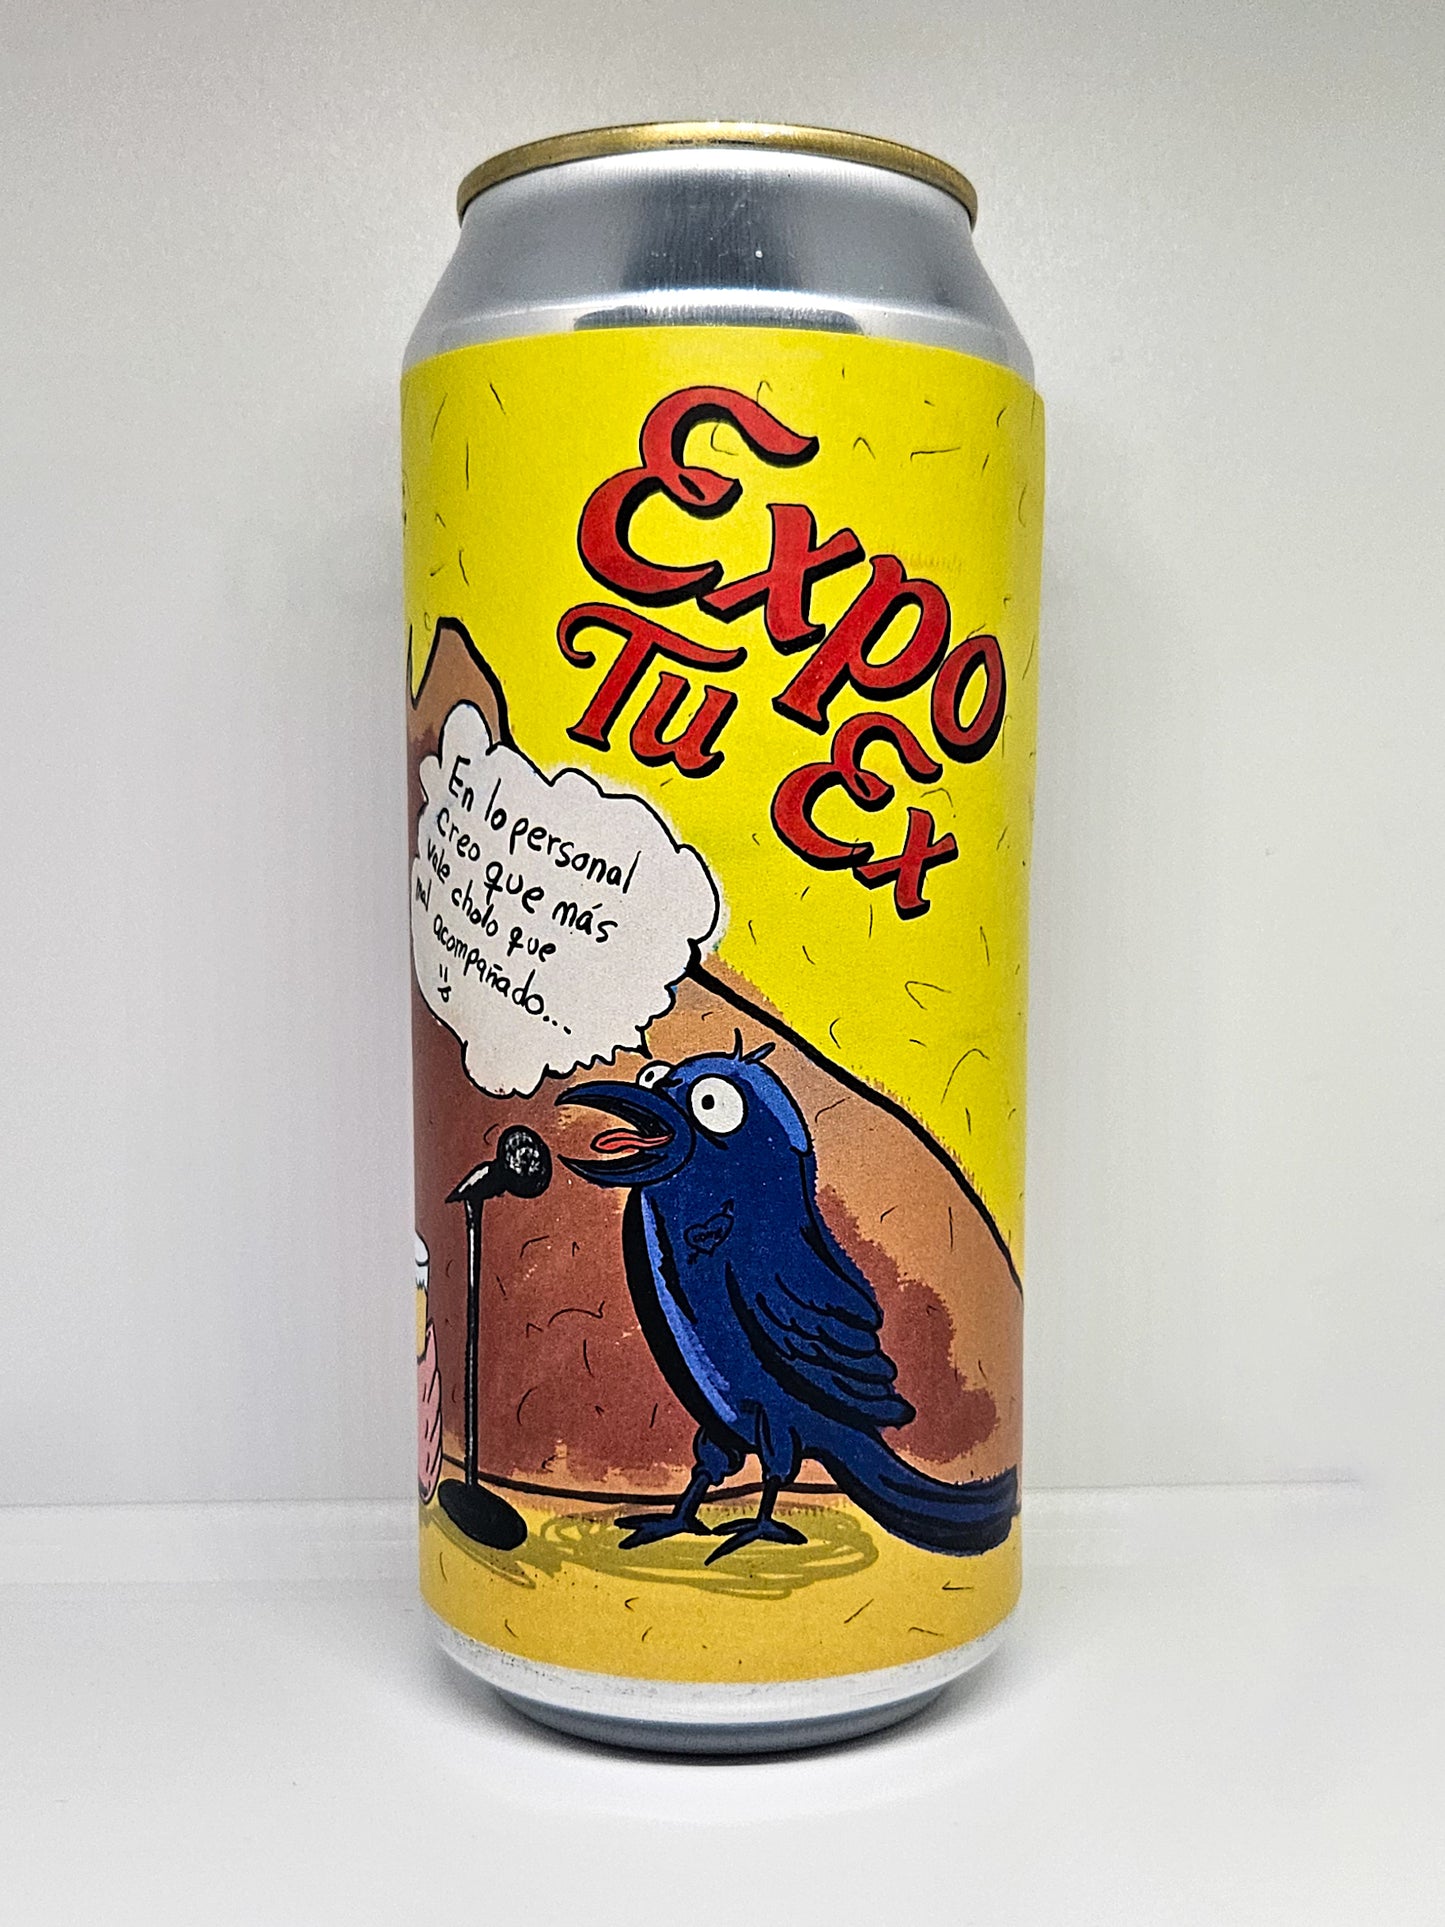 Expo
Tu Ex
En lo personal
Creo que más
vale cholo que
mal acompañado...